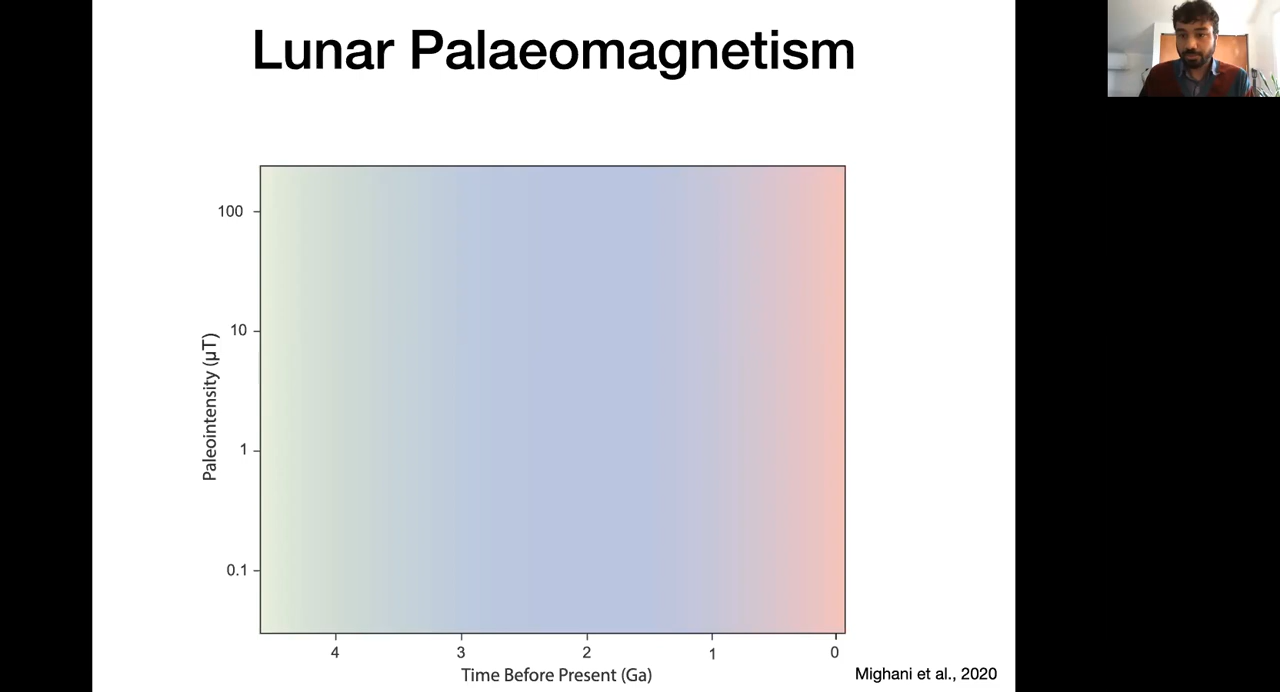 Lunar Palaeomagnetism
100
10
1
0.1
Paleointensity (µT)
4 3 2 1 0
Time Before Present (Ga)
Mighani et al., 2020